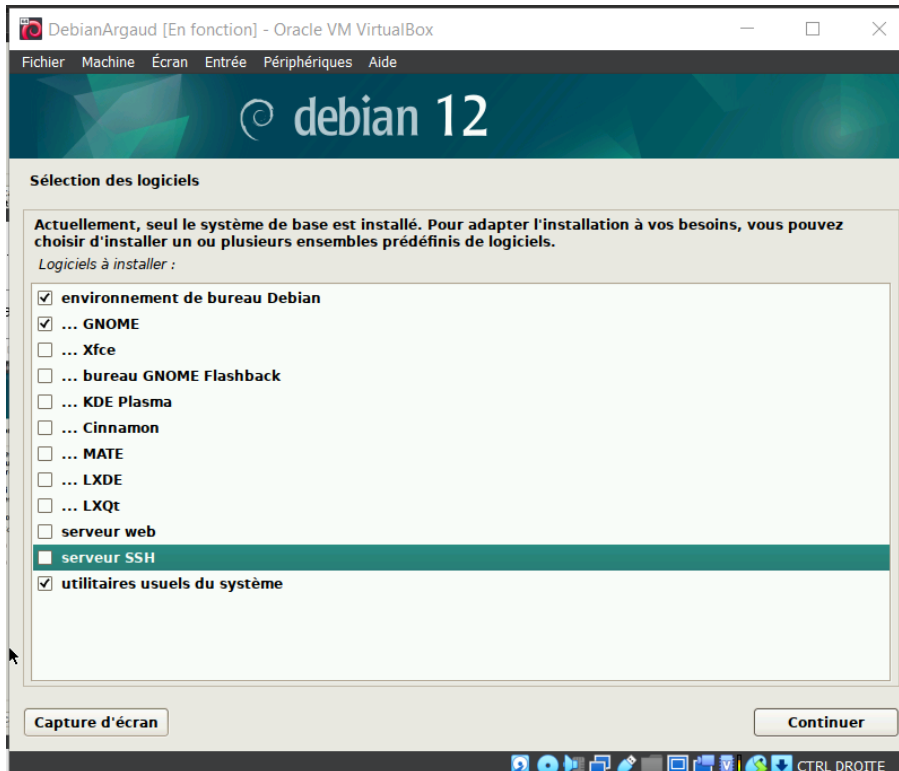 DebianArgaud [En fonction] - Oracle VM VirtualBox
Fichier Machine Écran Entrée Périphériques Aide
debian 12
Sélection des logiciels
Actuellement, seul le système de base est installé. Pour adapter l'installation à vos besoins, vous pouvez
choisir d'installer un ou plusieurs ensembles prédéfinis de logiciels.
Logiciels à installer :
environnement de bureau Debian
... GNOME
... Xfce
... bureau GNOME Flashback
... KDE Plasma
... Cinnamon
... MATE
... LXDE
... LXQt
serveur web
serveur SSH
utilitaires usuels du système
Capture d'écran
Continuer
CTRL DROITE